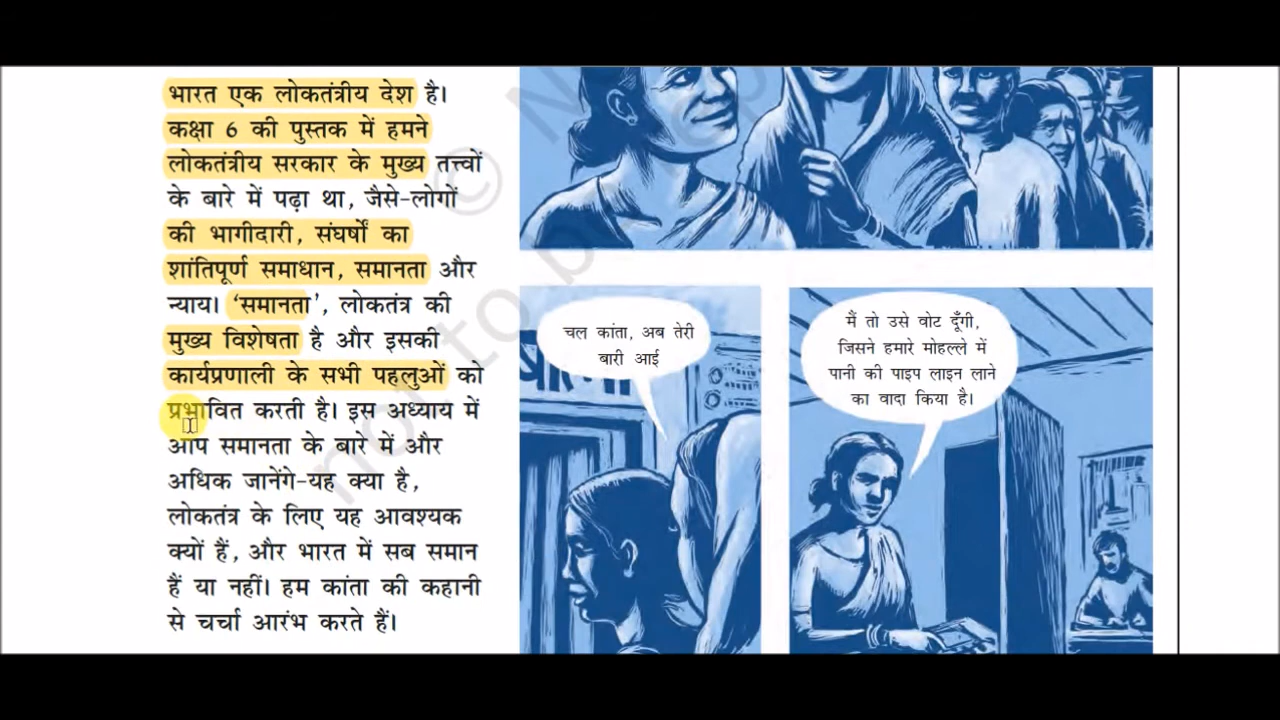 भारत एक लोकतंत्रीय देश है।
कक्षा 6 की पुस्तक में हमने
लोकतंत्रीय सरकार के मुख्य तत्त्वों
के बारे में पढ़ा था, जैसे-लोगों
की भागीदारी, संघर्षों का
शांतिपूर्ण समाधान, समानता और
न्याय। ‘समानता’, लोकतंत्र की
मुख्य विशेषता है और इसकी
कार्यप्रणाली के सभी पहलुओं को
प्रभावित करती है। इस अध्याय में
आप समानता के बारे में और
अधिक जानेंगे-यह क्या है,
लोकतंत्र के लिए यह आवश्यक
क्यों हैं, और भारत में सब समान
हैं या नहीं। हम कांता की कहानी
से चर्चा आरंभ करते हैं।
चल कांता, अब तेरी
बारी आई
मैं तो उसे वोट दूँगी,
जिसने हमारे मोहल्ले में
पानी की पाइप लाइन लाने
का वादा किया है।
© N
not to be